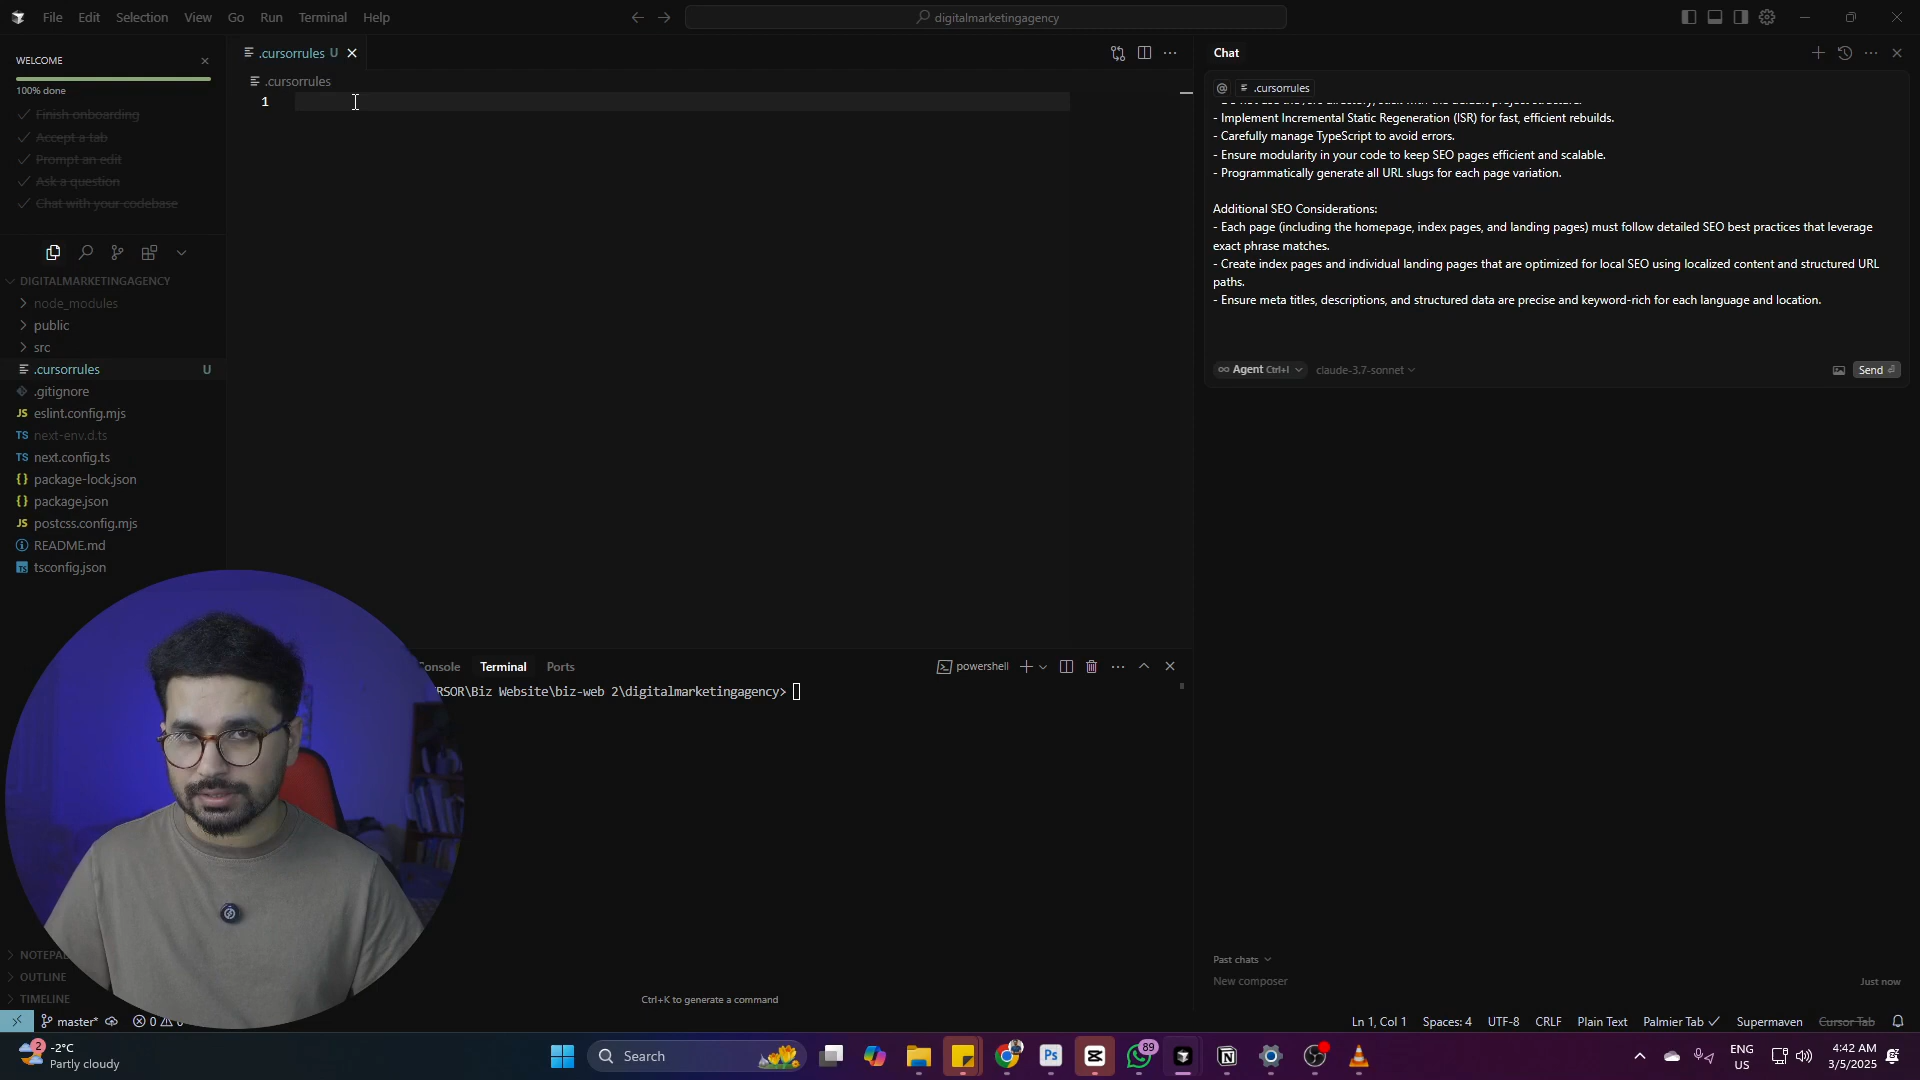 File Edit Selection View Go Run Terminal Help
digitalmarketingagency
WELCOME
100% done
Finish onboarding
Accept a tab
Prompt an edit
Ask a question
Chat with your codebase
DIGITALMARKETINGAGENCY
node_modules
public
src
.cursorrules U
.gitignore
JS eslint.config.mjs
TS next-env.d.ts
TS next.config.ts
{} package-lock.json
{} package.json
JS postcss.config.mjs
README.md
TS tsconfig.json
OUTLINE
TIMELINE
.cursorrules U
.cursorrules
1
Console Terminal Ports
powershell
RSOR\Biz Website\biz-web 2\digitalmarketingagency>
Ctrl+K to generate a command
Chat
@ .cursorrules
- Implement Incremental Static Regeneration (ISR) for fast, efficient rebuilds.
- Carefully manage TypeScript to avoid errors.
- Ensure modularity in your code to keep SEO pages efficient and scalable.
- Programmatically generate all URL slugs for each page variation.
Additional SEO Considerations:
- Each page (including the homepage, index pages, and landing pages) must follow detailed SEO best practices that leverage
exact phrase matches.
- Create index pages and individual landing pages that are optimized for local SEO using localized content and structured URL
paths.
- Ensure meta titles, descriptions, and structured data are precise and keyword-rich for each language and location.
Agent Ctrl+I claude-3.7-sonnet Send
Past chats
New composer Just now
master* 0 Ln 1, Col 1 Spaces: 4 UTF-8 CRLF Plain Text Palmier Tab Supermaven Cursor Tab
2 -2°C
Partly cloudy
Search
Ps
89
ENG
US
4:42 AM
3/5/2025